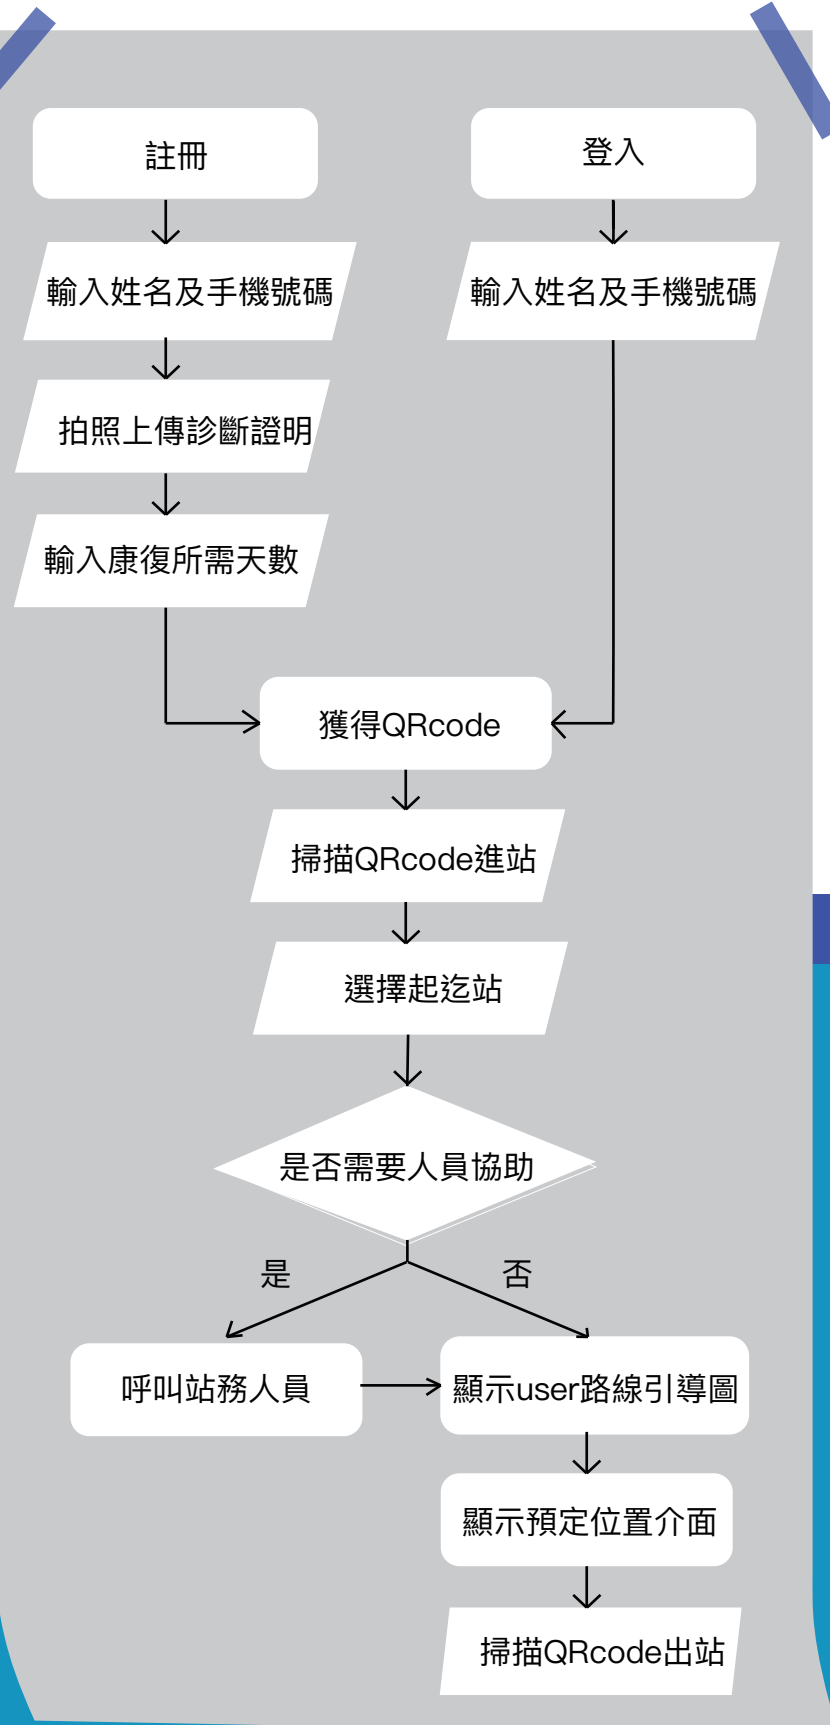 註冊
登入
輸入姓名及手機號碼
輸入姓名及手機號碼
拍照上傳診斷證明
輸入康復所需天數
獲得QRcode
掃描QRcode進站
選擇起迄站
是否需要人員協助
是
否
呼叫站務人員
顯示user路線引導圖
顯示預定位置介面
掃描QRcode出站